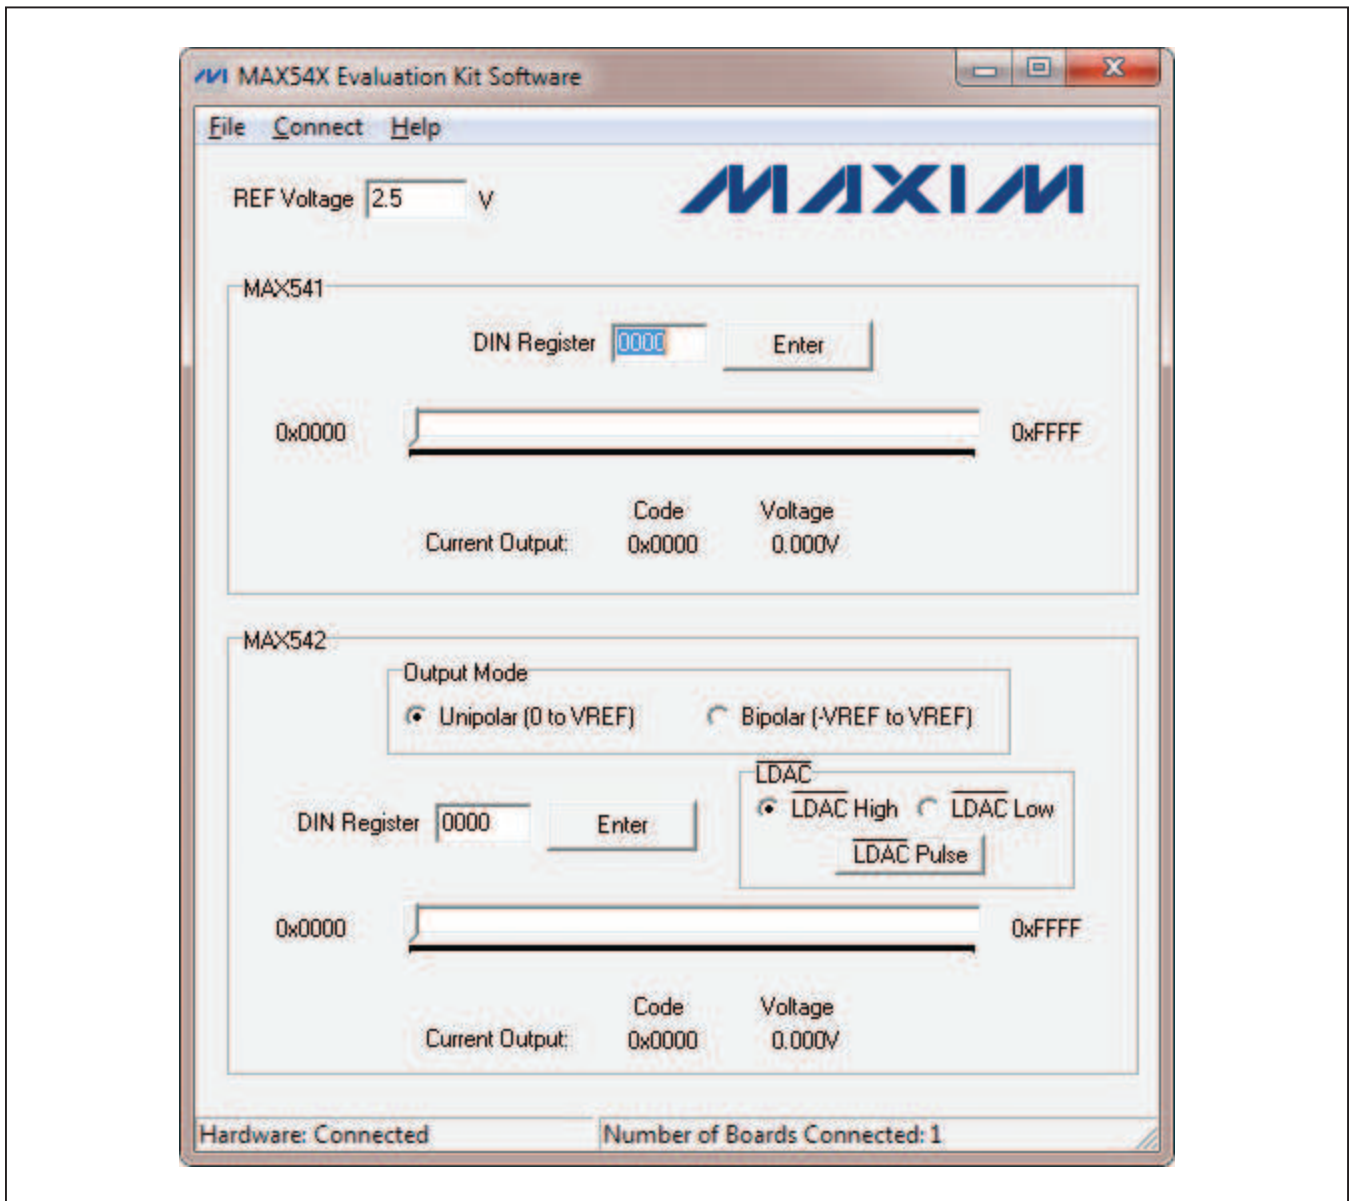 MAX54X Evaluation Kit Software
File Connect Help
REF Voltage 2.5 V
MAXIM
MAX541
DIN Register 0000 Enter
0x0000 0xFFFF
Code Voltage
Current Output: 0x0000 0.000V
MAX542
Output Mode
Unipolar (0 to VREF) Bipolar (-VREF to VREF)
LDAC
LDAC High LDAC Low
DIN Register 0000 Enter
LDAC Pulse
0x0000 0xFFFF
Code Voltage
Current Output: 0x0000 0.000V
Hardware: Connected Number of Boards Connected: 1